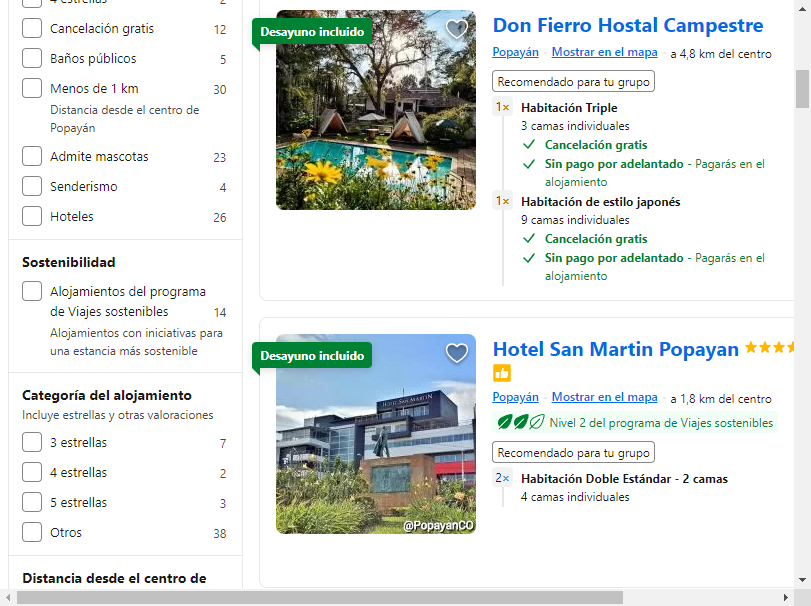 4 estrellas 2
Cancelación gratis 12
Baños públicos 5
Menos de 1 km 30
Distancia desde el centro de
Popayán
Admite mascotas 23
Senderismo 4
Hoteles 26
Sostenibilidad
Alojamientos del programa
de Viajes sostenibles 14
Alojamientos con iniciativas para
una estancia más sostenible
Categoría del alojamiento
Incluye estrellas y otras valoraciones
3 estrellas 7
4 estrellas 2
5 estrellas 3
Otros 38
Distancia desde el centro de
Desayuno incluido
Don Fierro Hostal Campestre
Popayán Mostrar en el mapa a 4,8 km del centro
Recomendado para tu grupo
1× Habitación Triple
3 camas individuales
Cancelación gratis
Sin pago por adelantado - Pagarás en el
alojamiento
1× Habitación de estilo japonés
9 camas individuales
Cancelación gratis
Sin pago por adelantado - Pagarás en el
alojamiento
Desayuno incluido
HOTEL SAN MARTIN
@PopayanCO
Hotel San Martin Popayan
Popayán Mostrar en el mapa a 1,8 km del centro
Nivel 2 del programa de Viajes sostenibles
Recomendado para tu grupo
2× Habitación Doble Estándar - 2 camas
4 camas individuales